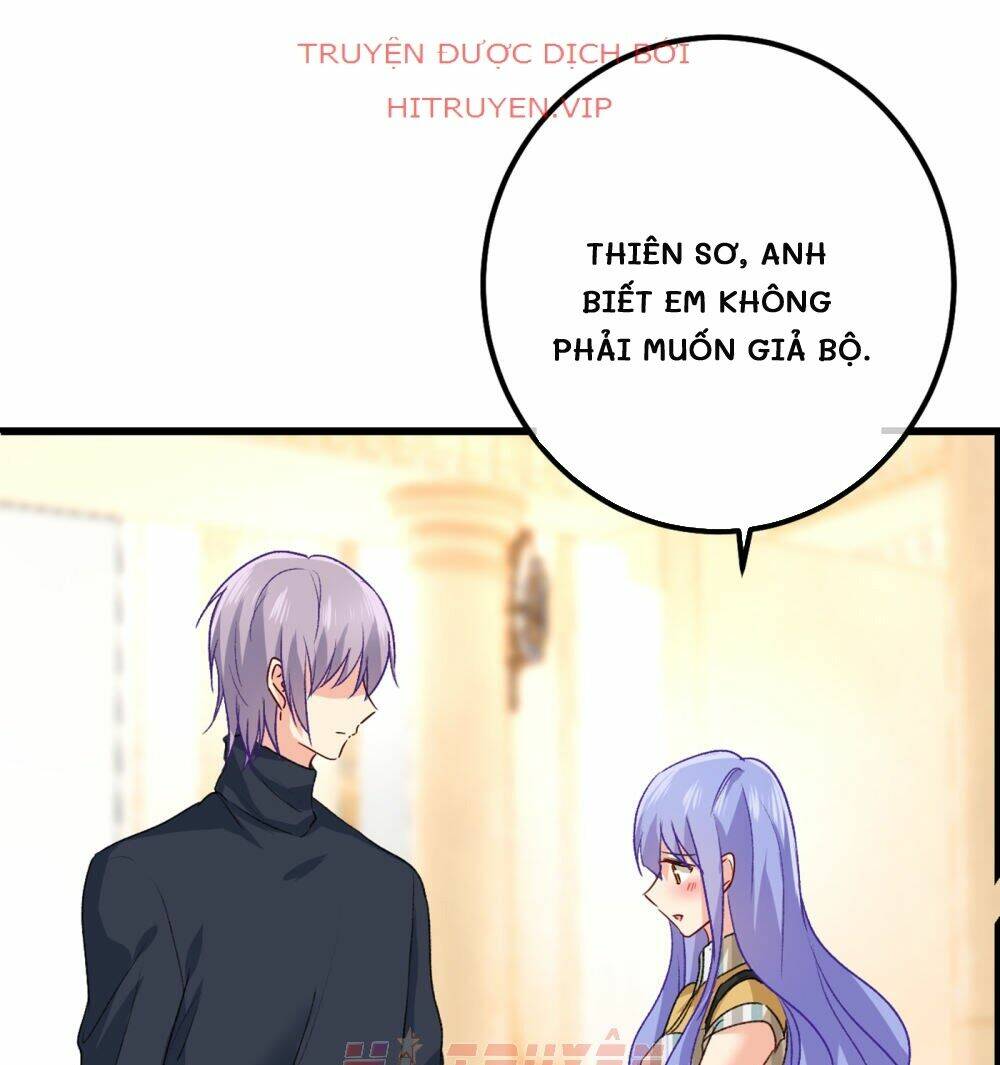 TRUYỆN ĐƯỢC DỊCH BỞI
HITRUYEN.VIP
THIÊN SƠ, ANH
BIẾT EM KHÔNG
PHẢI MUỐN GIẢ BỘ.